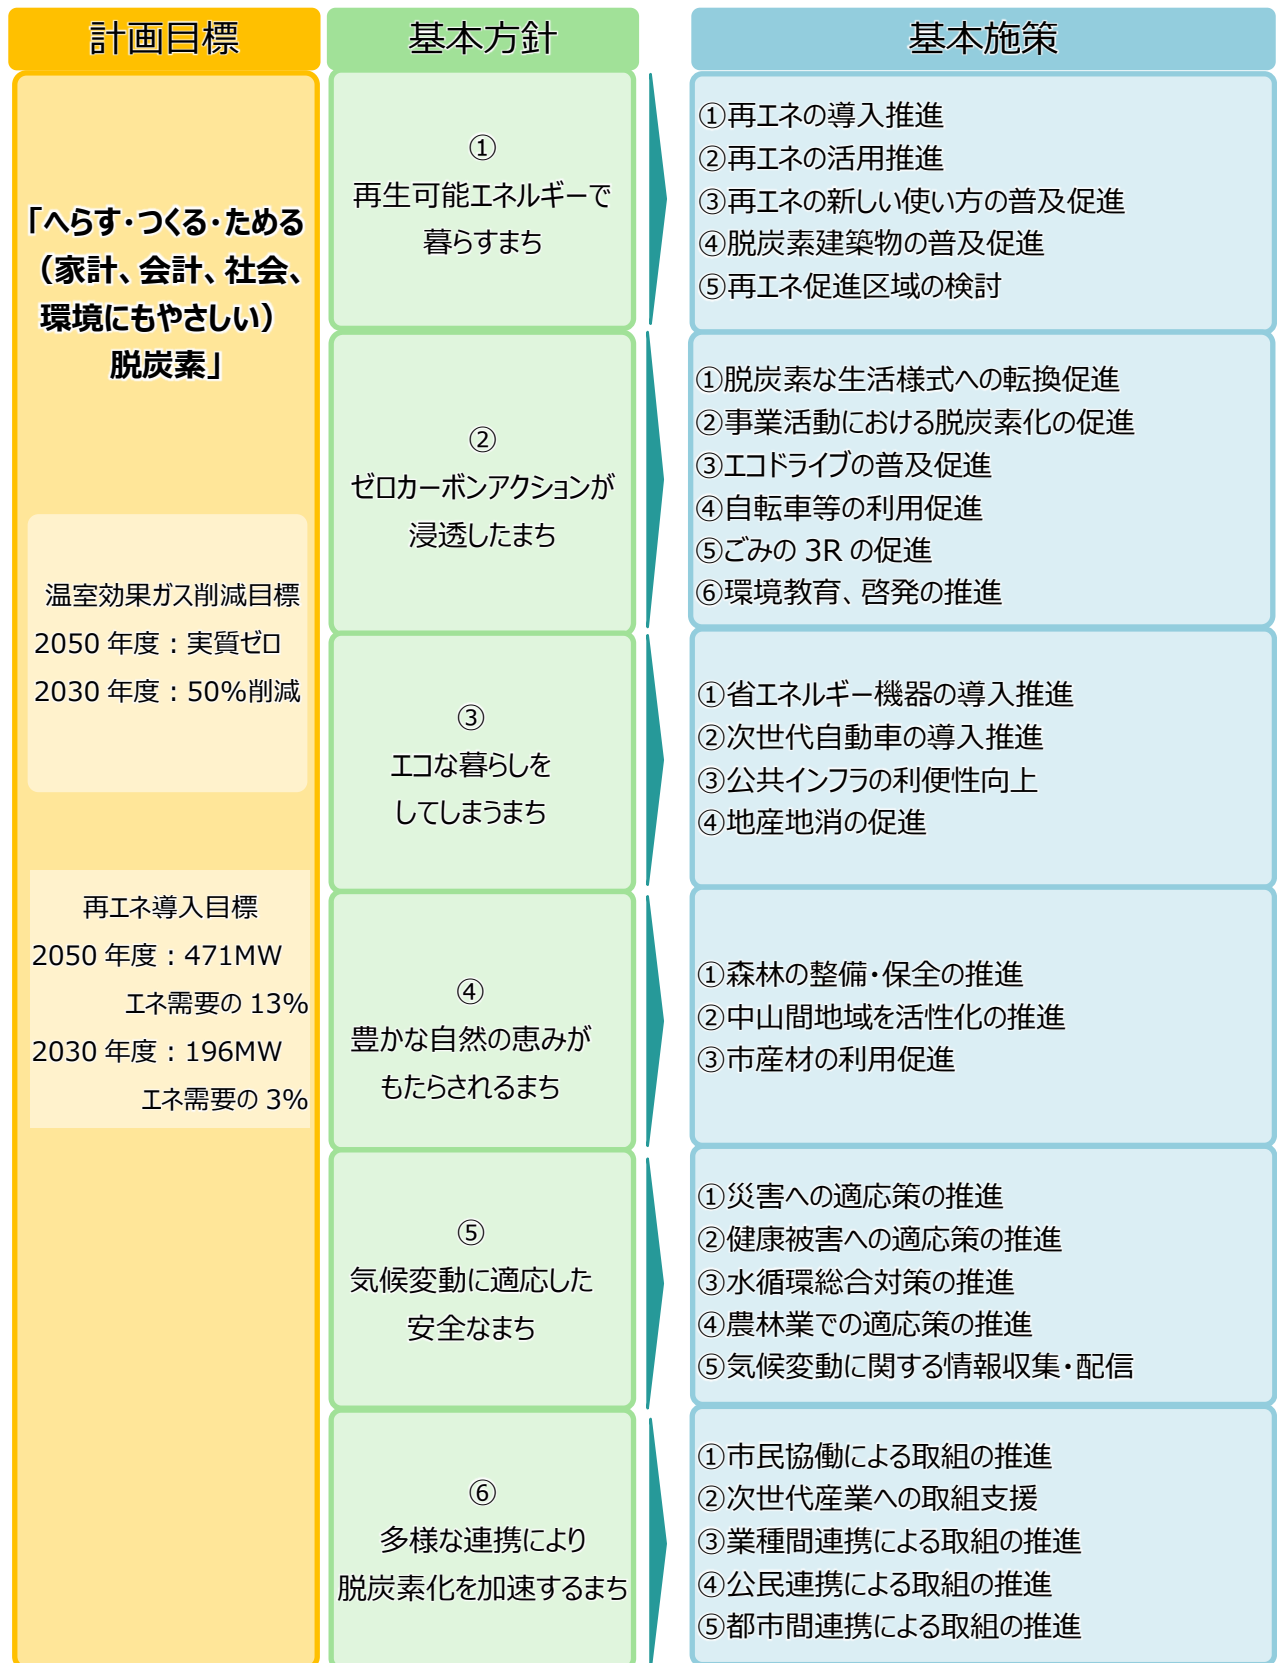 計画目標
「へらす・つくる・ためる
（家計、会計、社会、
環境にもやさしい）
脱炭素」
温室効果ガス削減目標
2050 年度：実質ゼロ
2030 年度：50%削減
再エネ導入目標
2050 年度：471MW
エネ需要の 13%
2030 年度：196MW
エネ需要の 3%
基本方針
①
再生可能エネルギーで
暮らすまち
②
ゼロカーボンアクションが
浸透したまち
③
エコな暮らしを
してしまうまち
④
豊かな自然の恵みが
もたらされるまち
⑤
気候変動に適応した
安全なまち
⑥
多様な連携により
脱炭素化を加速するまち
基本施策
①再エネの導入推進
②再エネの活用推進
③再エネの新しい使い方の普及促進
④脱炭素建築物の普及促進
⑤再エネ促進区域の検討
①脱炭素な生活様式への転換促進
②事業活動における脱炭素化の促進
③エコドライブの普及促進
④自転車等の利用促進
⑤ごみの 3R の促進
⑥環境教育、啓発の推進
①省エネルギー機器の導入推進
②次世代自動車の導入推進
③公共インフラの利便性向上
④地産地消の促進
①森林の整備・保全の推進
②中山間地域を活性化の推進
③市産材の利用促進
①災害への適応策の推進
②健康被害への適応策の推進
③水循環総合対策の推進
④農林業での適応策の推進
⑤気候変動に関する情報収集・配信
①市民協働による取組の推進
②次世代産業への取組支援
③業種間連携による取組の推進
④公民連携による取組の推進
⑤都市間連携による取組の推進